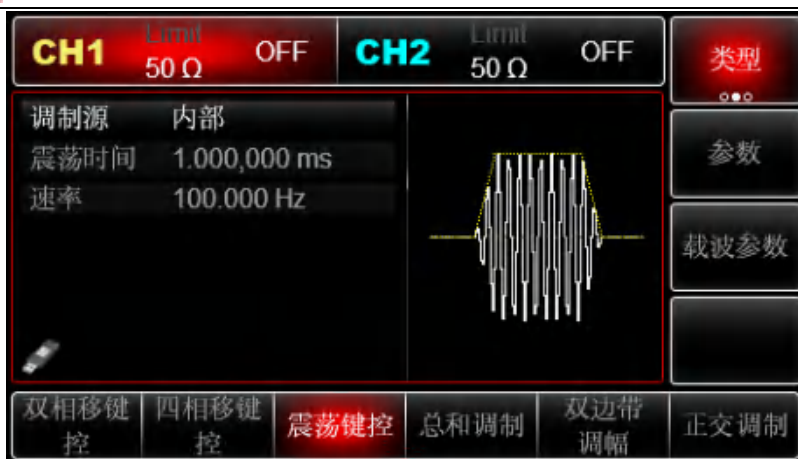 CH1 Limit OFF CH2 Limit OFF 类型
50 Ω 50 Ω
调制源 内部
震荡时间 1.000,000 ms 参数
速率 100.000 Hz
载波参数
双相移键控 四相移键控 震荡键控 总和调制 双边带调幅 正交调制